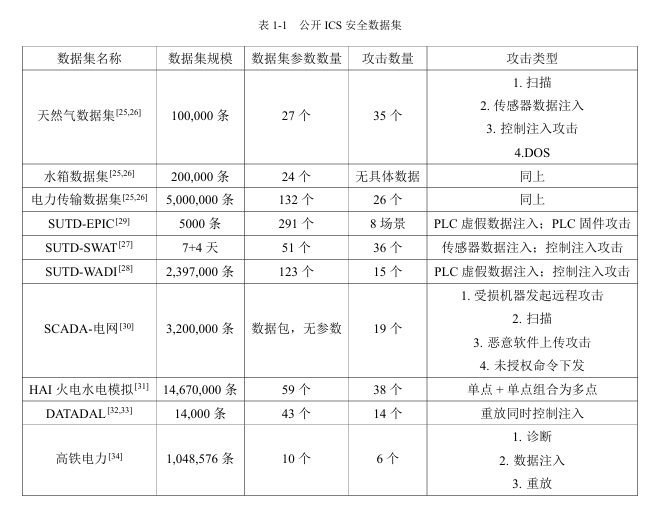 表 1-1 公开 ICS 安全数据集
数据集名称 数据集规模 数据集参数数量 攻击数量 攻击类型
天然气数据集[25,26] 100,000 条 27 个 35 个 1. 扫描
2. 传感器数据注入
3. 控制注入攻击
4.DOS
水箱数据集[25,26] 200,000 条 24 个 无具体数据 同上
电力传输数据集[25,26] 5,000,000 条 132 个 26 个 同上
SUTD-EPIC[29] 5000 条 291 个 8 场景 PLC 虚假数据注入；PLC 固件攻击
SUTD-SWAT[27] 7+4 天 51 个 36 个 传感器数据注入；控制注入攻击
SUTD-WADI[28] 2,397,000 条 123 个 15 个 PLC 虚假数据注入；控制注入攻击
SCADA-电网[30] 3,200,000 条 数据包，无参数 19 个 1. 受损机器发起远程攻击
2. 扫描
3. 恶意软件上传攻击
4. 未授权命令下发
HAI 火电水电模拟[31] 14,670,000 条 59 个 38 个 单点 + 单点组合为多点
DATADAL[32,33] 14,000 条 43 个 14 个 重放同时控制注入
高铁电力[34] 1,048,576 条 10 个 6 个 1. 诊断
2. 数据注入
3. 重放